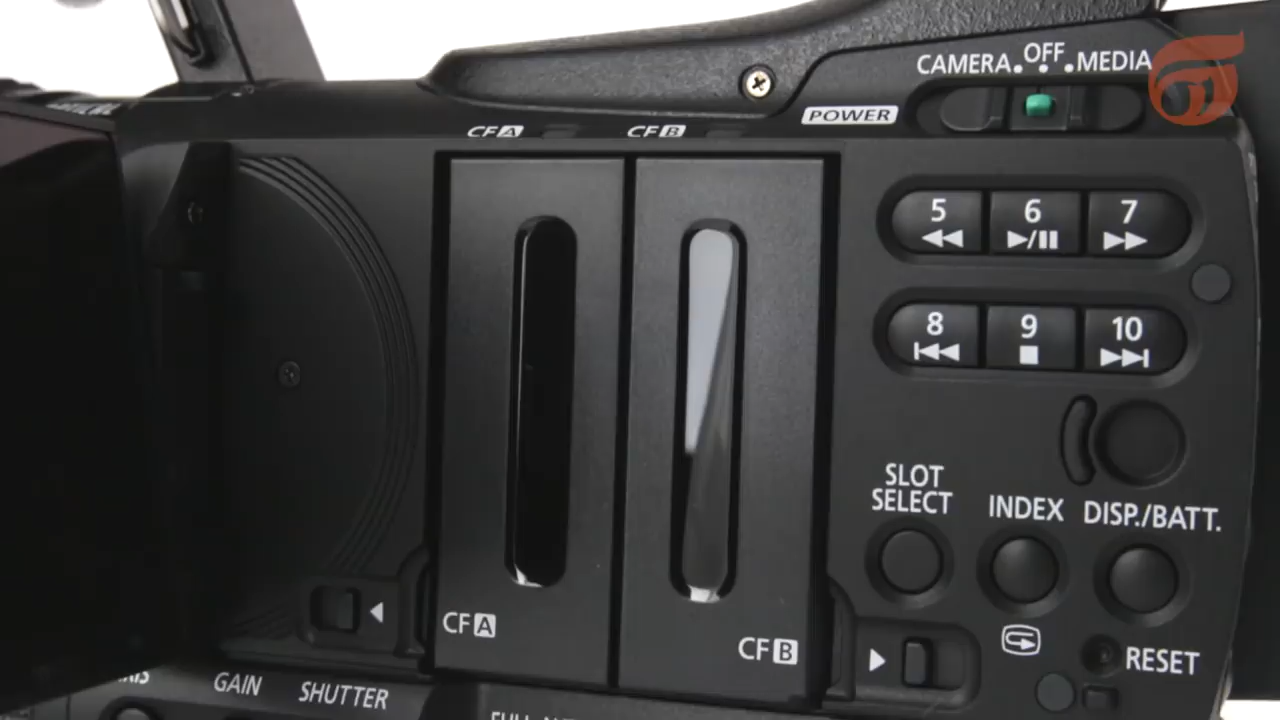 CAMERA OFF MEDIA
POWER
CF A
CF B
5
6
7
8
9
10
SLOT SELECT
INDEX
DISP./BATT.
CF A
CF B
RESET
GAIN
SHUTTER